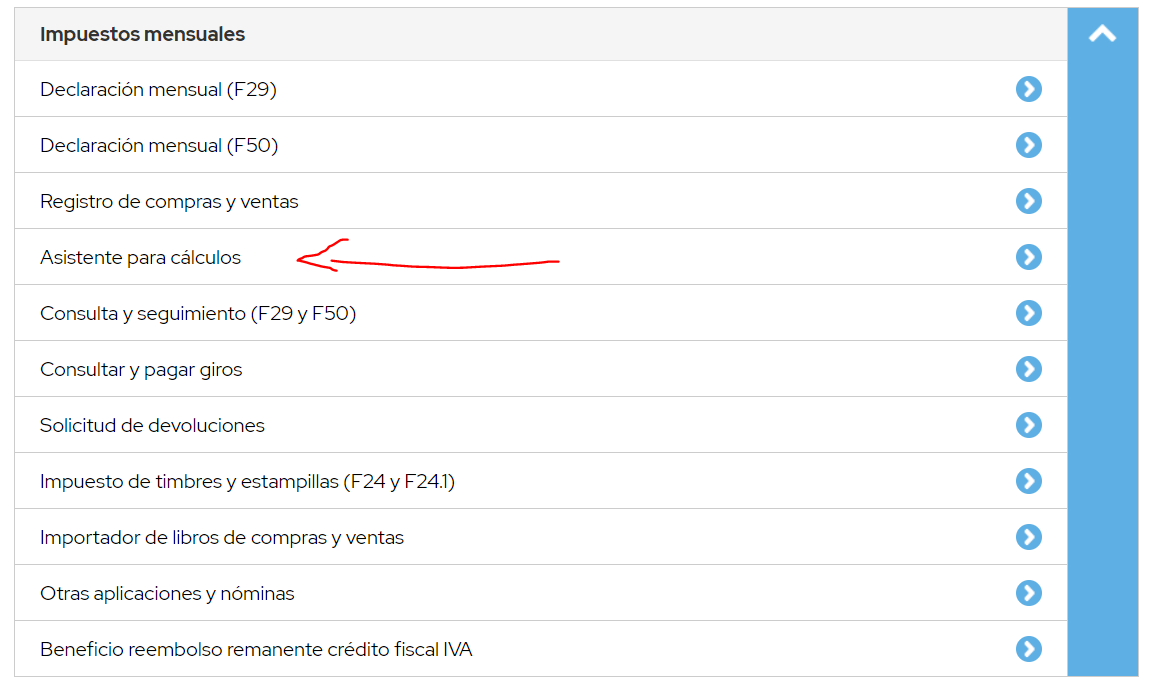 Impuestos mensuales
Declaración mensual (F29)
Declaración mensual (F50)
Registro de compras y ventas
Asistente para cálculos
Consulta y seguimiento (F29 y F50)
Consultar y pagar giros
Solicitud de devoluciones
Impuesto de timbres y estampillas (F24 y F24.1)
Importador de libros de compras y ventas
Otras aplicaciones y nóminas
Beneficio reembolso remanente crédito fiscal IVA